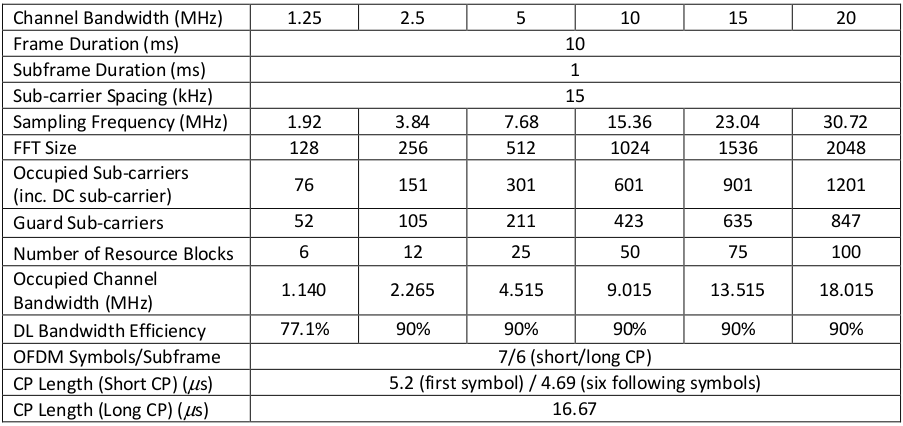 Channel Bandwidth (MHz) 1.25 2.5 5 10 15 20
Frame Duration (ms) 10
Subframe Duration (ms) 1
Sub-carrier Spacing (kHz) 15
Sampling Frequency (MHz) 1.92 3.84 7.68 15.36 23.04 30.72
FFT Size 128 256 512 1024 1536 2048
Occupied Sub-carriers
(inc. DC sub-carrier) 76 151 301 601 901 1201
Guard Sub-carriers 52 105 211 423 635 847
Number of Resource Blocks 6 12 25 50 75 100
Occupied Channel
Bandwidth (MHz) 1.140 2.265 4.515 9.015 13.515 18.015
DL Bandwidth Efficiency 77.1% 90% 90% 90% 90% 90%
OFDM Symbols/Subframe 7/6 (short/long CP)
CP Length (Short CP) (μs) 5.2 (first symbol) / 4.69 (six following symbols)
CP Length (Long CP) (μs) 16.67